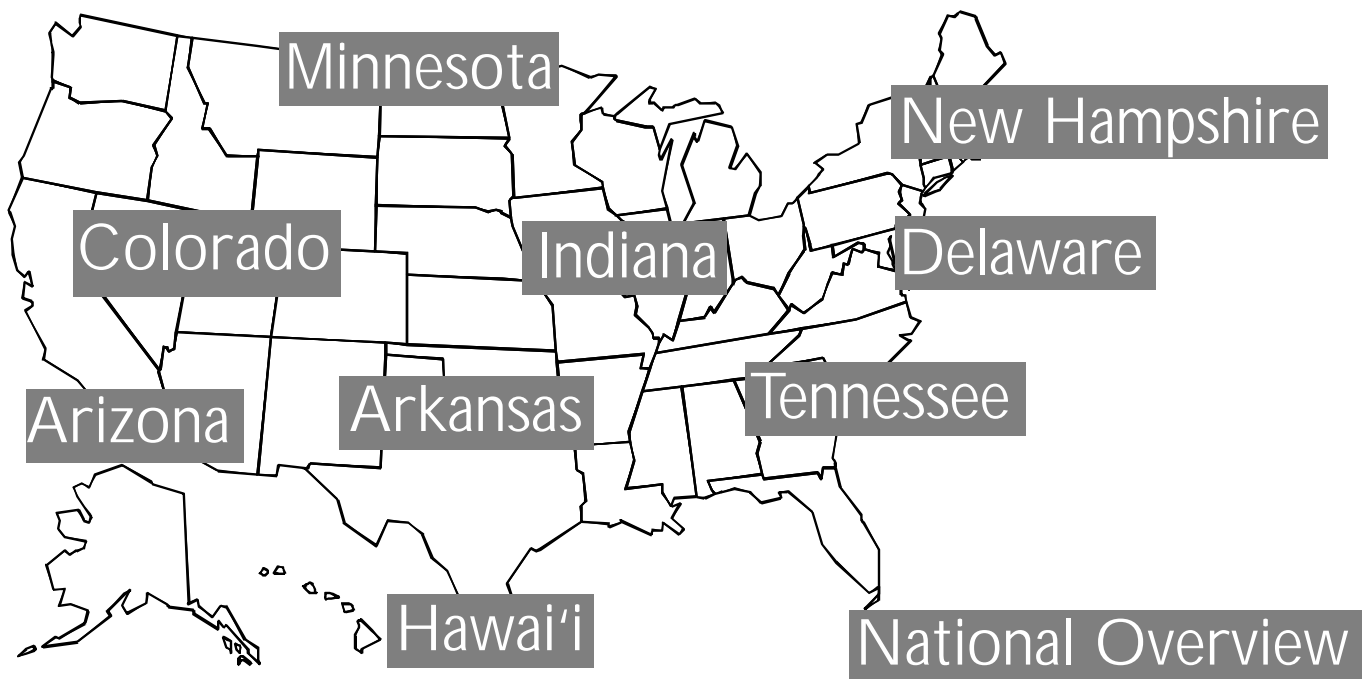 Minnesota
New Hampshire
Colorado
Indiana
Delaware
Arizona
Arkansas
Tennessee
Hawai‘i
National Overview